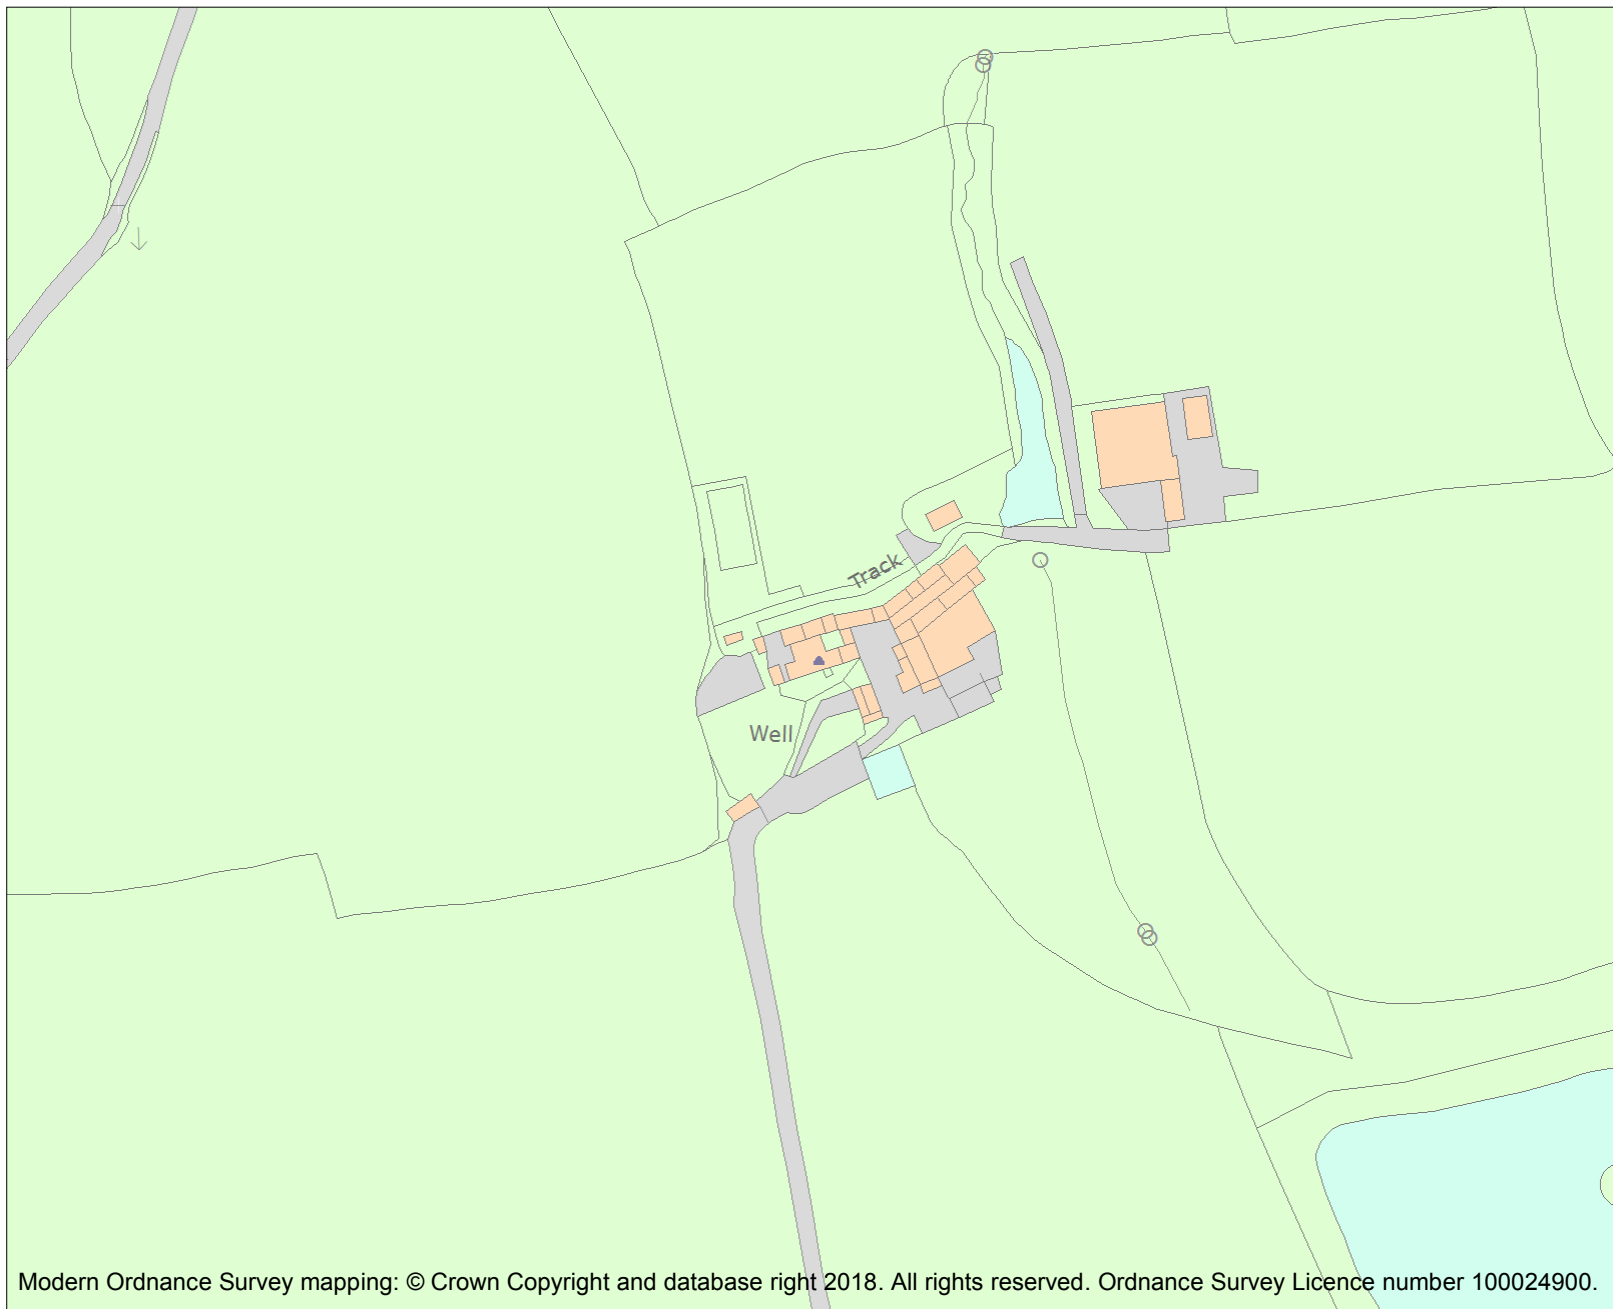 Track
Well
Modern Ordnance Survey mapping: © Crown Copyright and database right 2018. All rights reserved. Ordnance Survey Licence number 100024900.